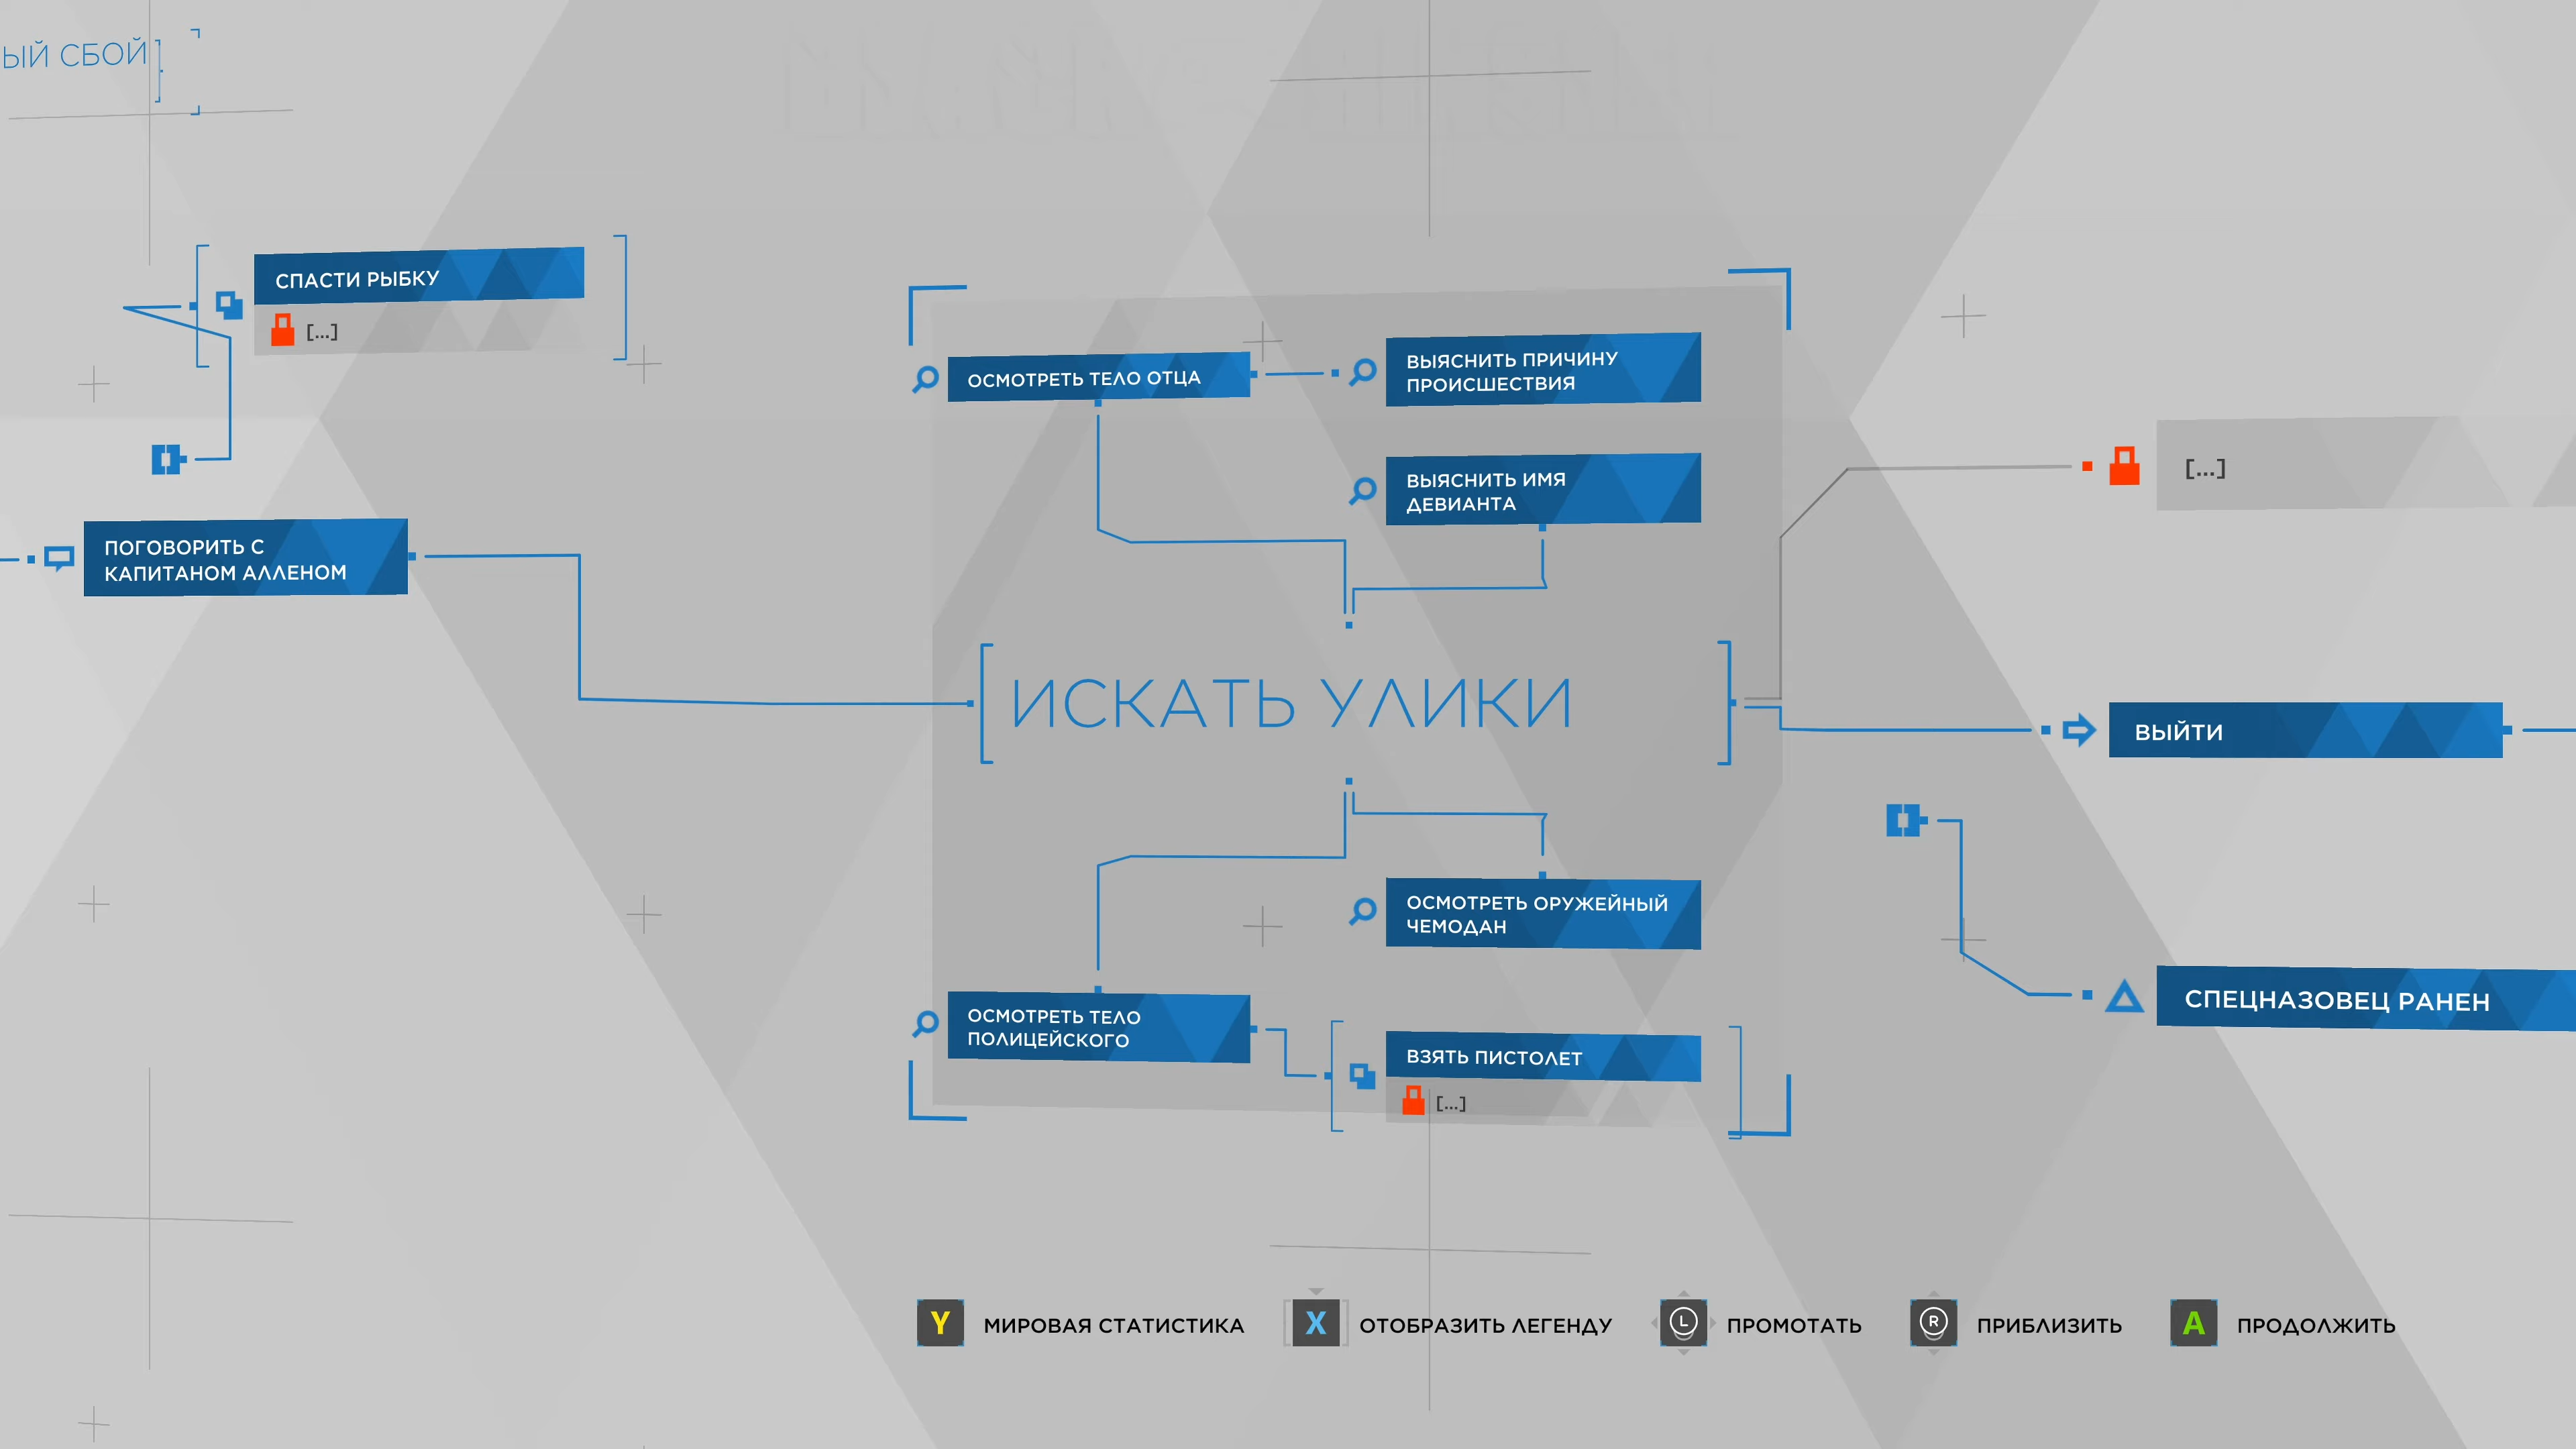 ЫЙ СБОЙ
СПАСТИ РЫБКУ
[...]
ПОГОВОРИТЬ С
КАПИТАНОМ АЛЛЕНОМ
ОСМОТРЕТЬ ТЕЛО ОТЦА
ВЫЯСНИТЬ ПРИЧИНУ
ПРОИСШЕСТВИЯ
ВЫЯСНИТЬ ИМЯ
ДЕВИАНТА
ИСКАТЬ УЛИКИ
ОСМОТРЕТЬ ОРУЖЕЙНЫЙ
ЧЕМОДАН
ОСМОТРЕТЬ ТЕЛО
ПОЛИЦЕЙСКОГО
ВЗЯТЬ ПИСТОЛЕТ
[...]
[...]
ВЫЙТИ
СПЕЦНАЗОВЕЦ РАНЕН
Y МИРОВАЯ СТАТИСТИКА X ОТОБРАЗИТЬ ЛЕГЕНДУ L ПРОМОТАТЬ R ПРИБЛИЗИТЬ A ПРОДОЛЖИТЬ